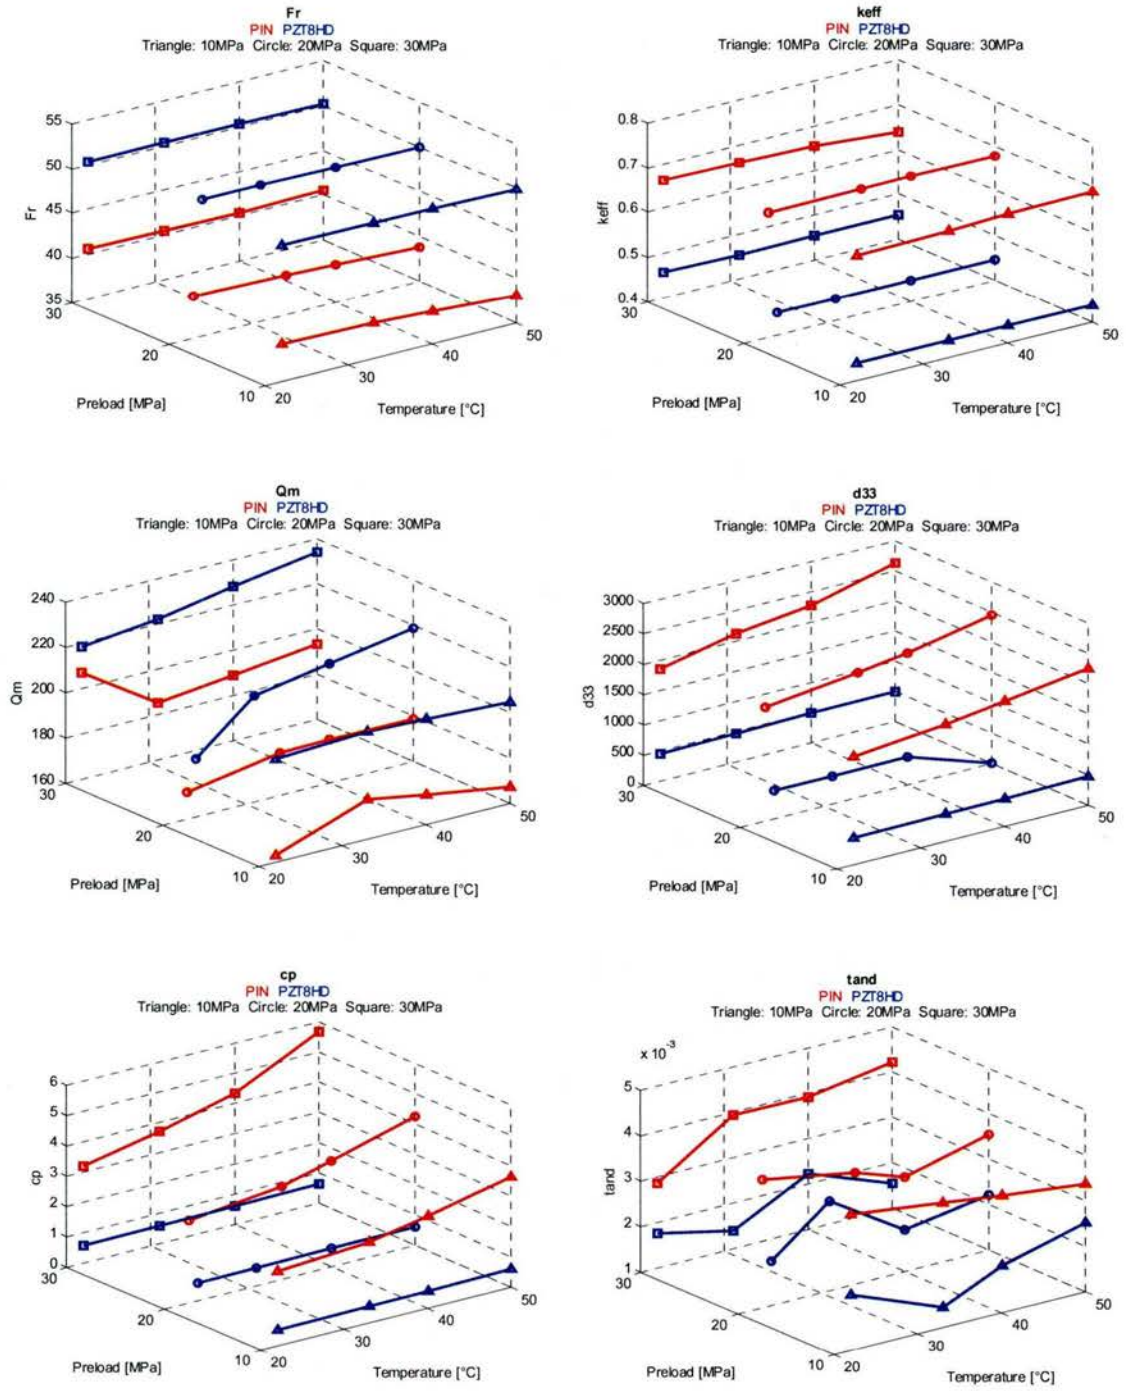 Fr
PIN PZT8HD
Triangle: 10MPa Circle: 20MPa Square: 30MPa
55
50
45
40
35
Fr
30
20
10
Preload [MPa]
20
30
40
50
Temperature [°C]
keff
PIN PZT8HD
Triangle: 10MPa Circle: 20MPa Square: 30MPa
0.8
0.7
0.6
0.5
0.4
keff
30
20
10
Preload [MPa]
20
30
40
50
Temperature [°C]
Qm
PIN PZT8HD
Triangle: 10MPa Circle: 20MPa Square: 30MPa
240
220
200
180
160
Qm
30
20
10
Preload [MPa]
20
30
40
50
Temperature [°C]
d33
PIN PZT8HD
Triangle: 10MPa Circle: 20MPa Square: 30MPa
3000
2500
2000
1500
1000
500
0
d33
30
20
10
Preload [MPa]
20
30
40
50
Temperature [°C]
cp
PIN PZT8HD
Triangle: 10MPa Circle: 20MPa Square: 30MPa
6
5
4
3
2
1
0
cp
30
20
10
Preload [MPa]
20
30
40
50
Temperature [°C]
tand
PIN PZT8HD
Triangle: 10MPa Circle: 20MPa Square: 30MPa
x 10⁻³
5
4
3
2
1
tand
30
20
10
Preload [MPa]
20
30
40
50
Temperature [°C]